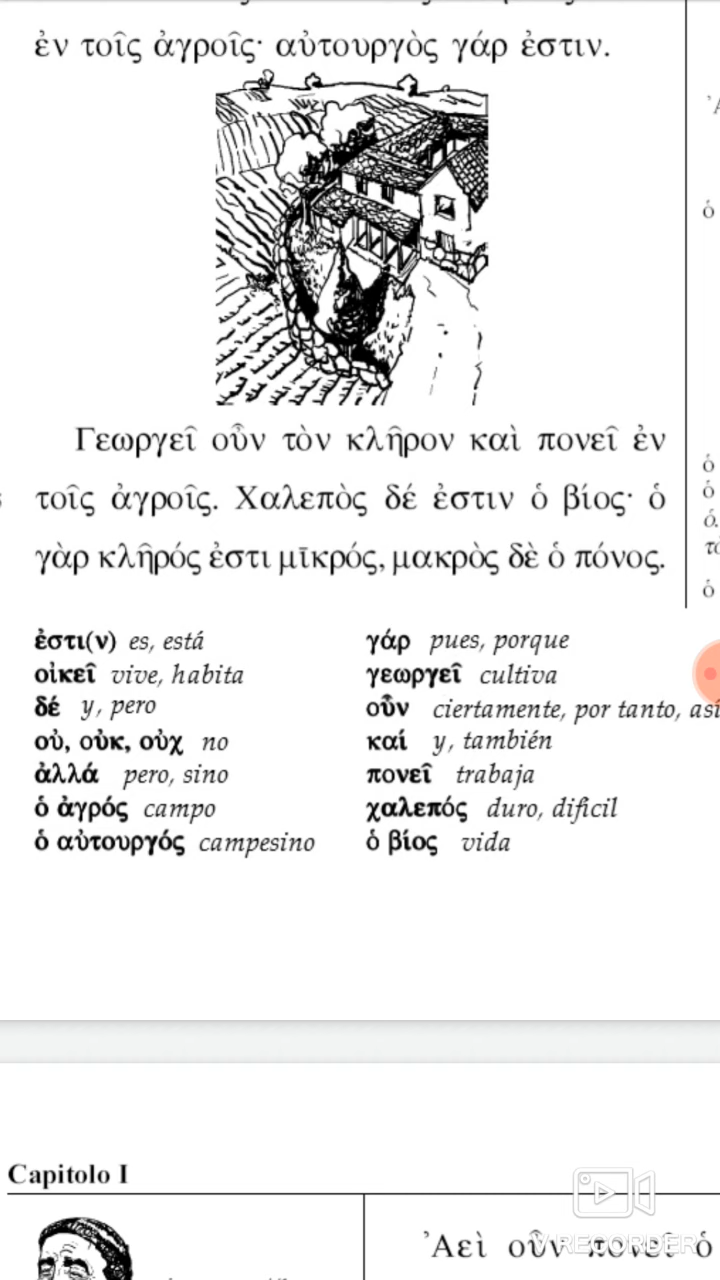 ἐν τοῖς ἀγροῖς· αὐτουργὸς γάρ ἐστιν.
Γεωργεῖ οὖν τὸν κλῆρον καὶ πονεῖ ἐν
τοῖς ἀγροῖς. Χαλεπὸς δέ ἐστιν ὁ βίος· ὁ
γὰρ κλῆρός ἐστι μῑκρός, μακρὸς δὲ ὁ πόνος.
ὁ
ὁ
ὁ
ὁ
ἐστι(ν) es, está
οἰκεῖ vive, habita
δέ y, pero
οὐ, οὐκ, οὐχ no
ἀλλά pero, sino
ὁ ἀγρός campo
ὁ αὐτουργός campesino
γάρ pues, porque
γεωργεῖ cultiva
οὖν ciertamente, por tanto, así
καί y, también
πονεῖ trabaja
χαλεπός duro, dificil
ὁ βίος vida
Capitolo I
Ἀεὶ οὖν πονεῖ ὁ
V RECORDER